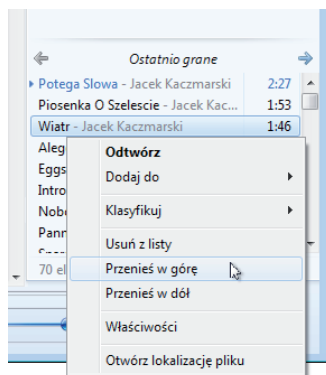 Ostatnio grane
Potega Slowa - Jacek Kaczmarski 2:27
Piosenka O Szelescie - Jacek Kac... 1:53
Wiatr - Jacek Kaczmarski 1:46
Aleg
Eggs
Intro
Nob
Pann
70 el
Odtwórz
Dodaj do
Klasyfikuj
Usuń z listy
Przenieś w górę
Przenieś w dół
Właściwości
Otwórz lokalizację pliku